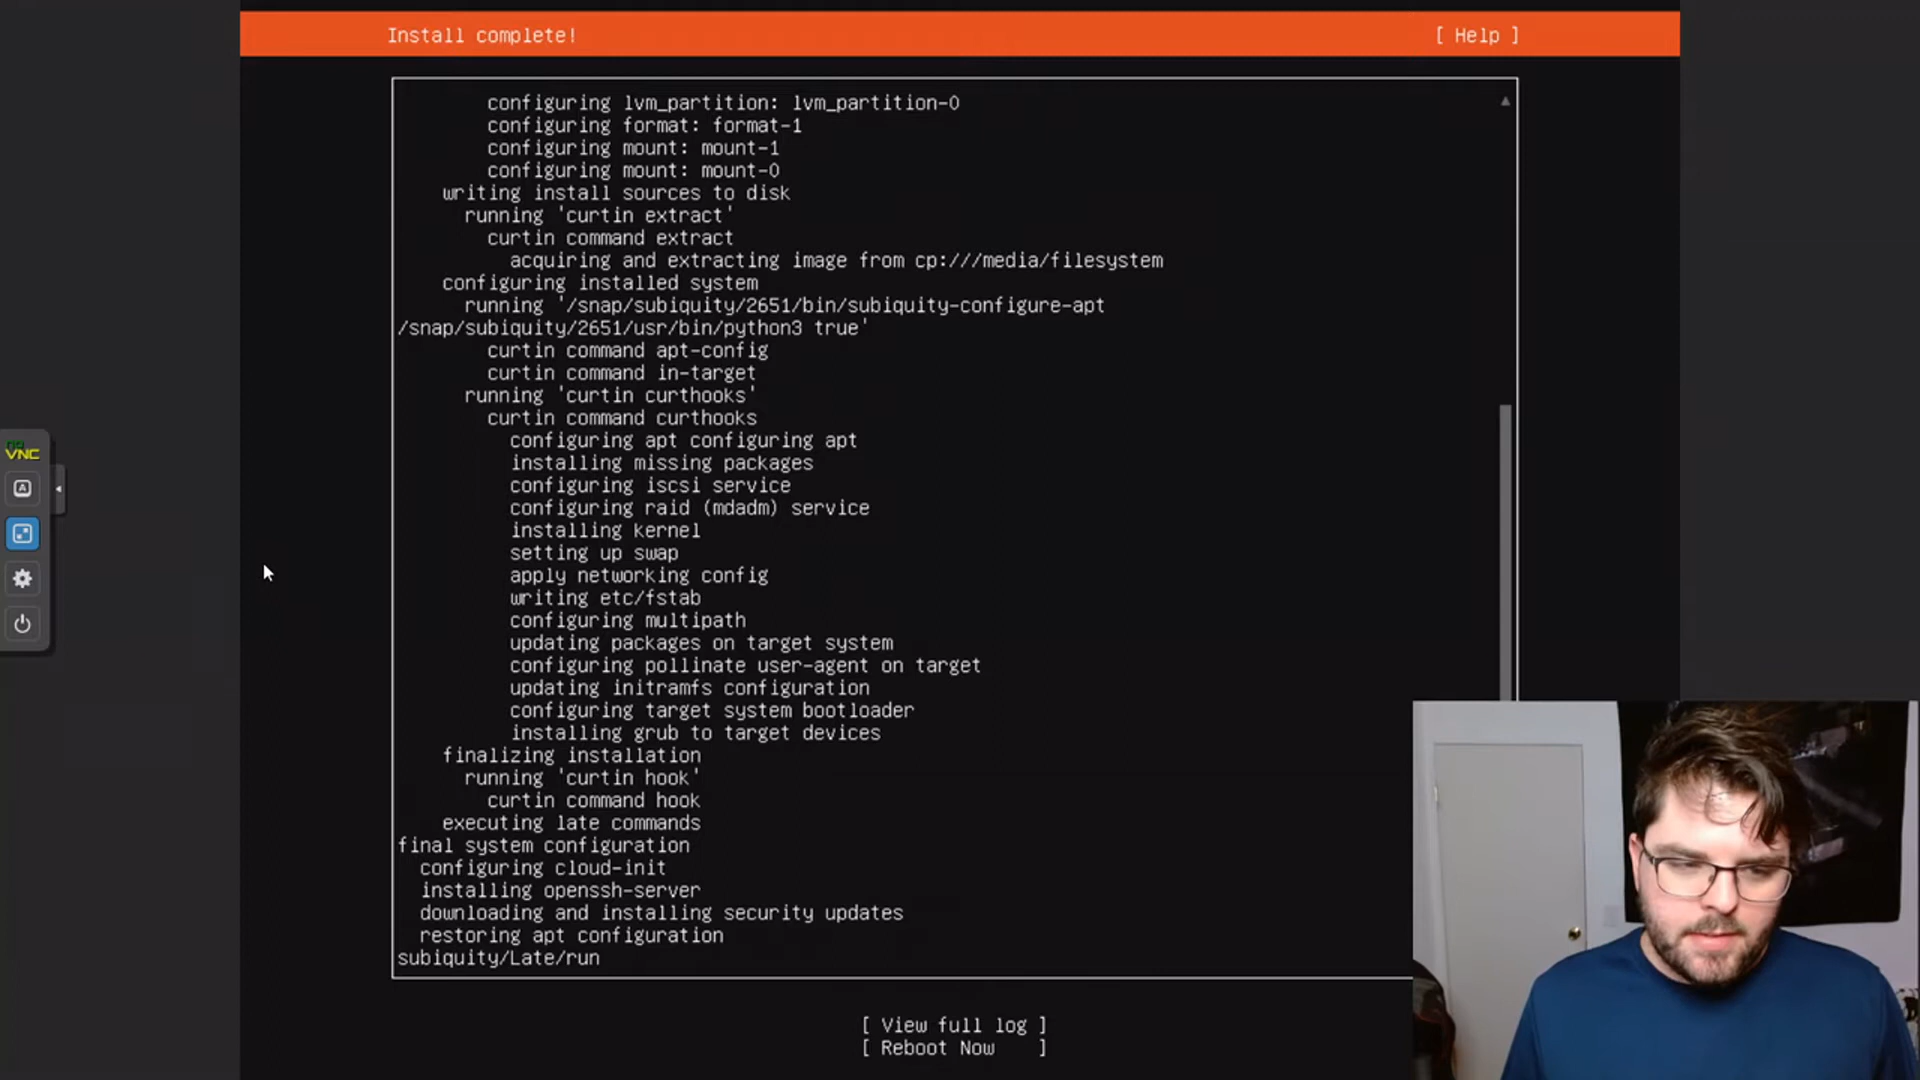 Install complete!
[ Help ]
configuring lvm_partition: lvm_partition-0
configuring format: format-1
configuring mount: mount-1
configuring mount: mount-0
writing install sources to disk
running 'curtin extract'
curtin command extract
acquiring and extracting image from cp:///media/filesystem
configuring installed system
running '/snap/subiquity/2651/bin/subiquity-configure-apt
/snap/subiquity/2651/usr/bin/python3 true'
curtin command apt-config
curtin command in-target
running 'curtin curthooks'
curtin command curthooks
configuring apt configuring apt
installing missing packages
configuring iscsi service
configuring raid (mdadm) service
installing kernel
setting up swap
apply networking config
writing etc/fstab
configuring multipath
updating packages on target system
configuring pollinate user-agent on target
updating initramfs configuration
configuring target system bootloader
installing grub to target devices
finalizing installation
running 'curtin hook'
curtin command hook
executing late commands
final system configuration
configuring cloud-init
installing openssh-server
downloading and installing security updates
restoring apt configuration
subiquity/Late/run
[ View full log ]
[ Reboot Now ]
no
VNC
A